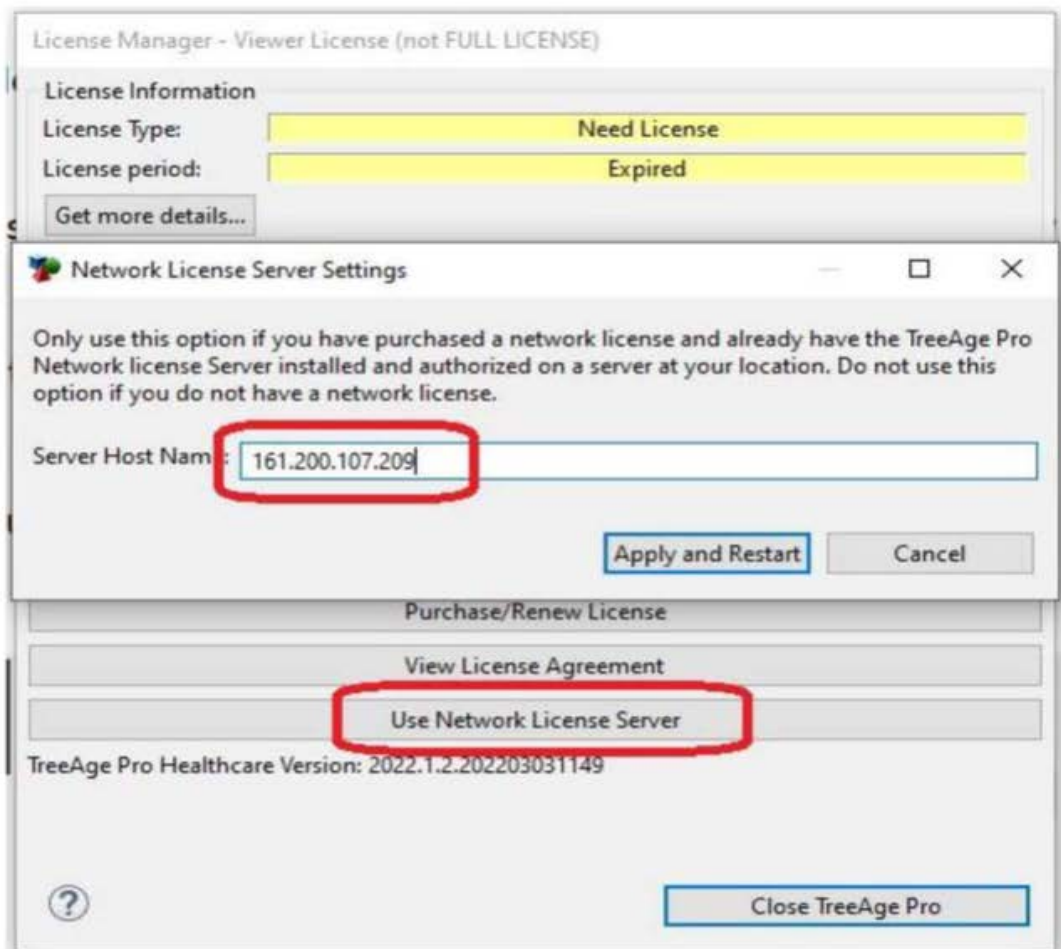 License Manager - Viewer License (not FULL LICENSE)
License Information
License Type: Need License
License period: Expired
Get more details...
Network License Server Settings
Only use this option if you have purchased a network license and already have the TreeAge Pro
Network license Server installed and authorized on a server at your location. Do not use this
option if you do not have a network license.
Server Host Nam : 161.200.107.209
Apply and Restart Cancel
Purchase/Renew License
View License Agreement
Use Network License Server
TreeAge Pro Healthcare Version: 2022.1.2.202203031149
? Close TreeAge Pro